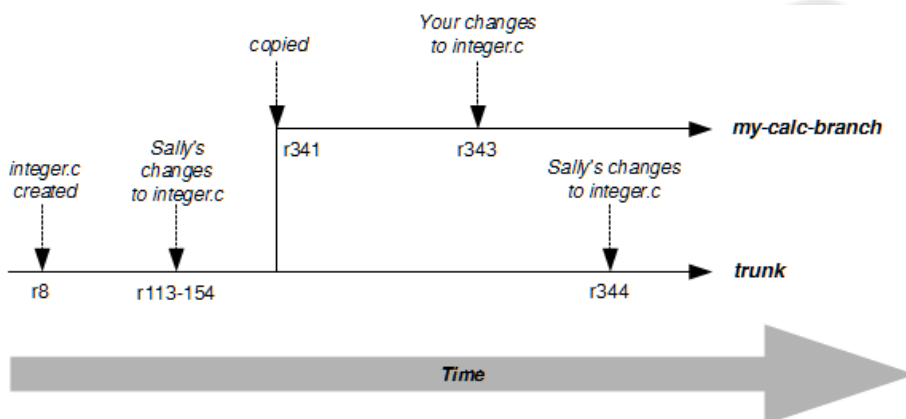 Your changes
to integer.c
copied
my-calc-branch
r341
r343
Sally's
changes
to integer.c
integer.c
created
Sally's changes
to integer.c
trunk
r8
r113-154
r344
Time